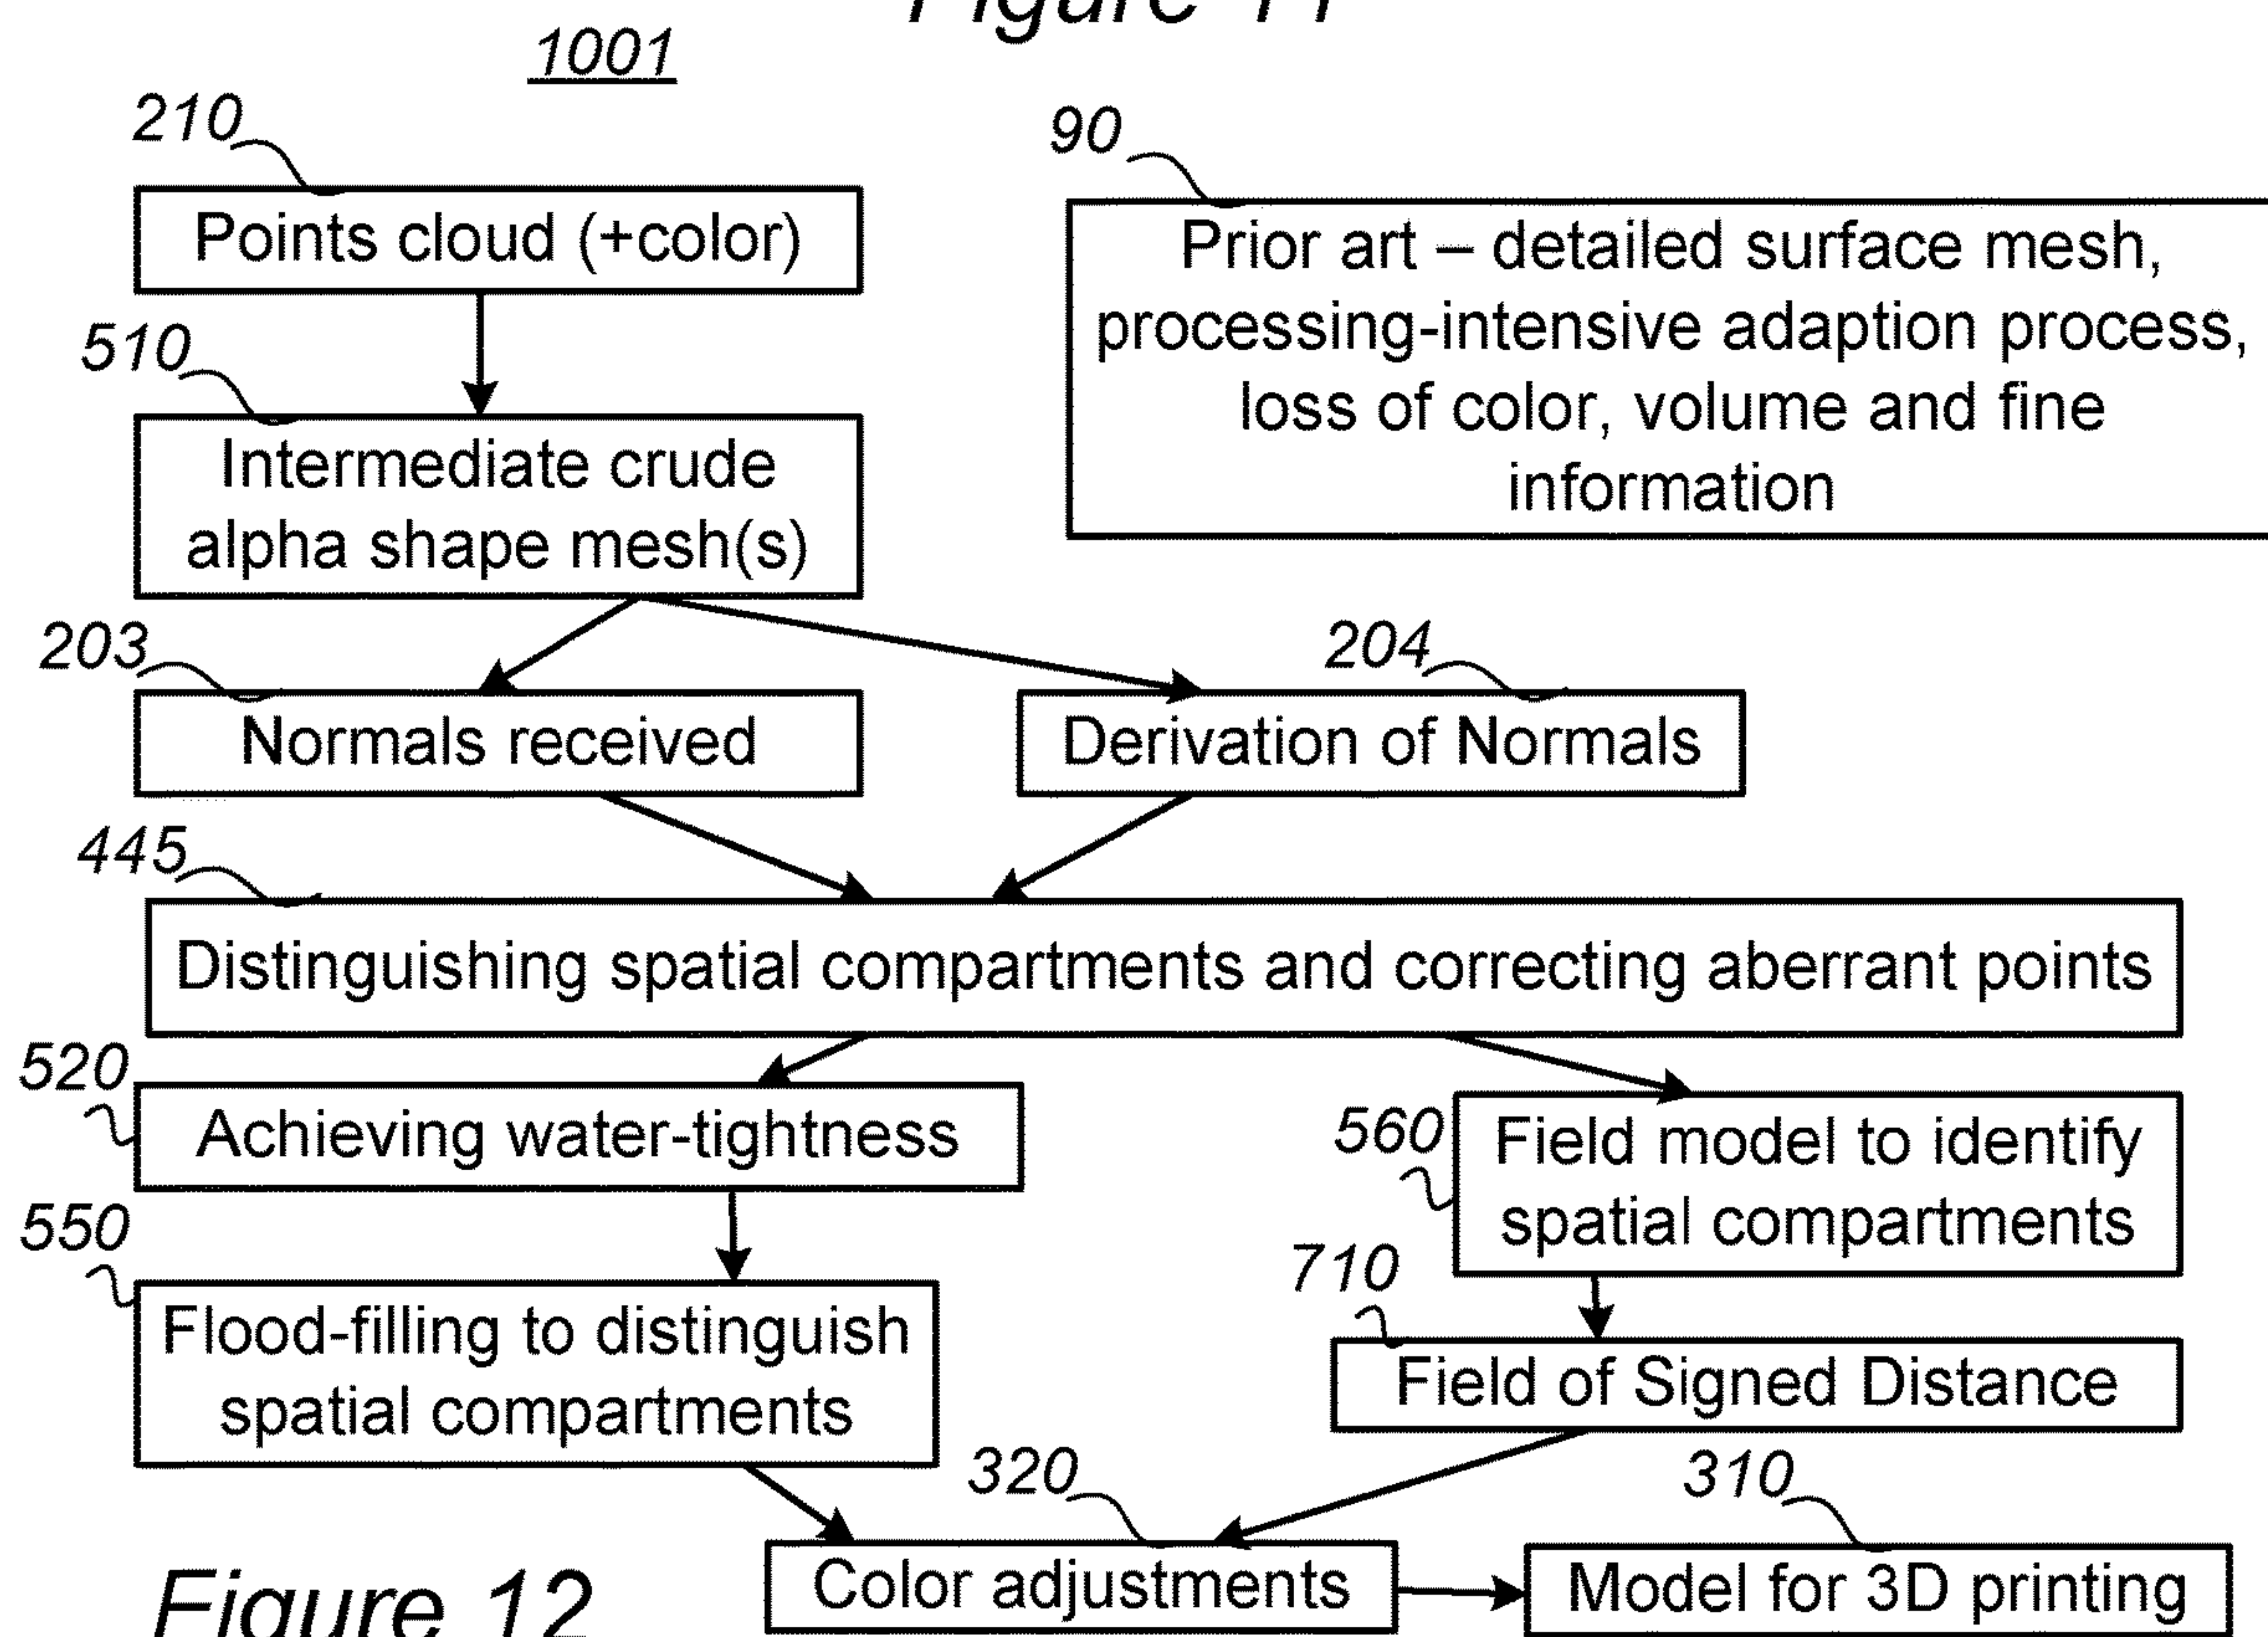 Figure 11
1001
210
90
Points cloud (+color)
Prior art – detailed surface mesh,
processing-intensive adaption process,
loss of color, volume and fine
information
510
Intermediate crude
alpha shape mesh(s)
203
204
Normals received
Derivation of Normals
445
Distinguishing spatial compartments and correcting aberrant points
520
Achieving water-tightness
560
Field model to identify
spatial compartments
550
Flood-filling to distinguish
spatial compartments
710
Field of Signed Distance
320
310
Color adjustments
Model for 3D printing
Figure 12